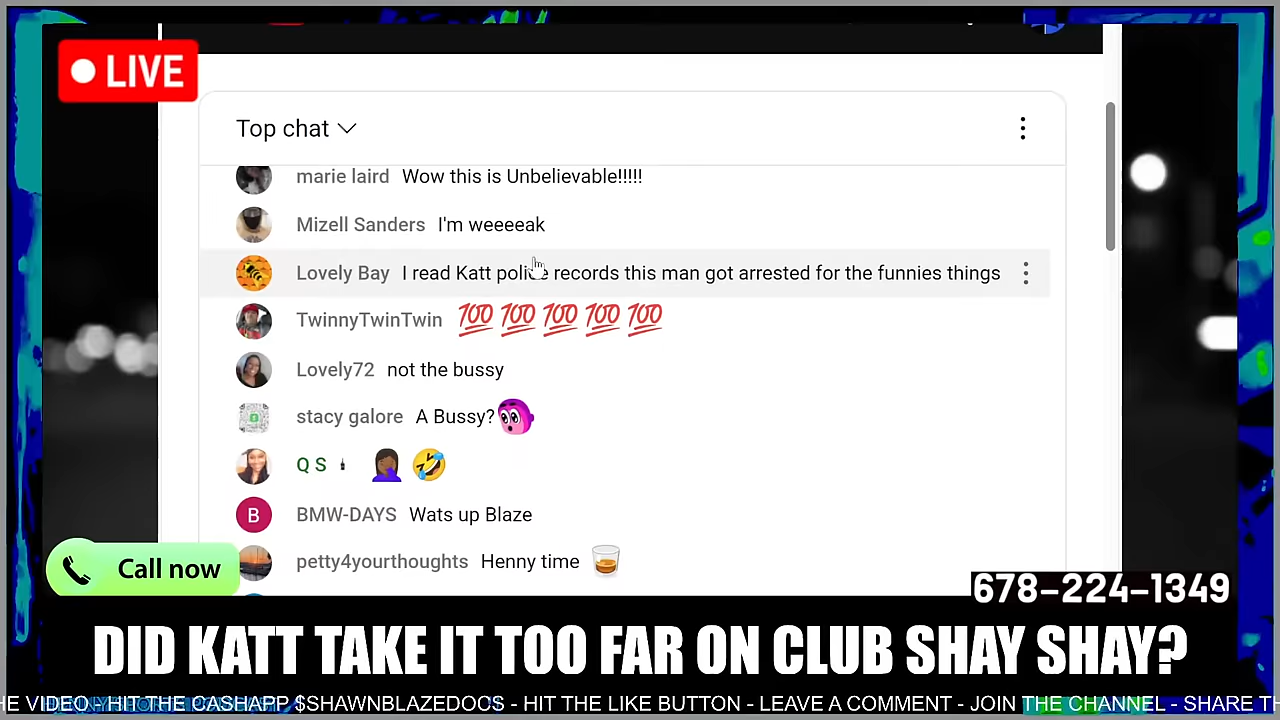 LIVE
Top chat
marie laird Wow this is Unbelievable!!!!!
Mizell Sanders I'm weeeeak
Lovely Bay I read Katt police records this man got arrested for the funnies things
TwinnyTwinTwin 💯 💯 💯 💯 💯
Lovely72 not the bussy
stacy galore A Bussy?
Q S
B BMW-DAYS Wats up Blaze
petty4yourthoughts Henny time
Call now
678-224-1349
DID KATT TAKE IT TOO FAR ON CLUB SHAY SHAY?
HE VIDEO - HIT THE CASHAPP $SHAWNBLAZEDOCS - HIT THE LIKE BUTTON - LEAVE A COMMENT - JOIN THE CHANNEL - SHARE TH